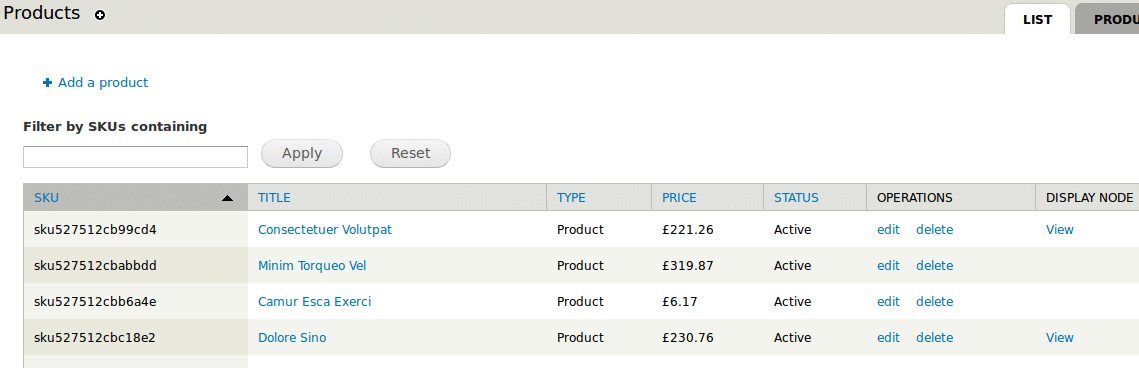 Products
LIST PRODU
Add a product
Filter by SKUs containing
Apply Reset
SKU TITLE TYPE PRICE STATUS OPERATIONS DISPLAY NODE
sku527512cb99cd4 Consectetuer Volutpat Product £221.26 Active edit delete View
sku527512cbabbdd Minim Torqueo Vel Product £319.87 Active edit delete
sku527512cbb6a4e Camur Esca Exerci Product £6.17 Active edit delete
sku527512cbc18e2 Dolore Sino Product £230.76 Active edit delete View